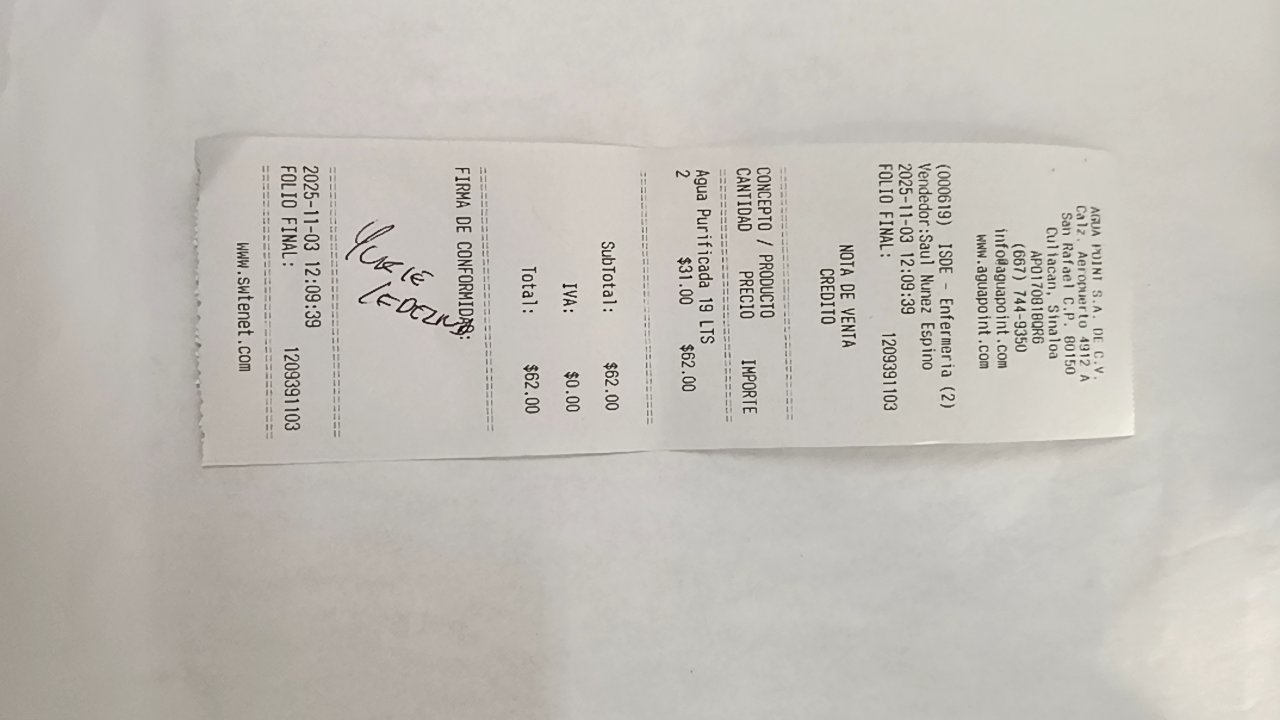 AGUA POINT S.A. DE C.V.
Calz. Aeropuerto 4912 A
San Rafael C.P. 80150
Culiacan, Sinaloa
APO170818QR6
(667) 744-9350
info@aguapoint.com
www.aguapoint.com
(000619) ISDE - Enfermeria (2)
Vendedor:Saul Nunez Espino
2025-11-03 12:09:39
FOLIO FINAL: 1209391103
NOTA DE VENTA
CREDITO
CONCEPTO / PRODUCTO
CANTIDAD PRECIO IMPORTE
Agua Purificada 19 LTS
2 $31.00 $62.00
SubTotal: $62.00
IVA: $0.00
Total: $62.00
FIRMA DE CONFORMIDAD:
YURIE
LEDEZMA
2025-11-03 12:09:39
FOLIO FINAL: 1209391103
www.swtenet.com